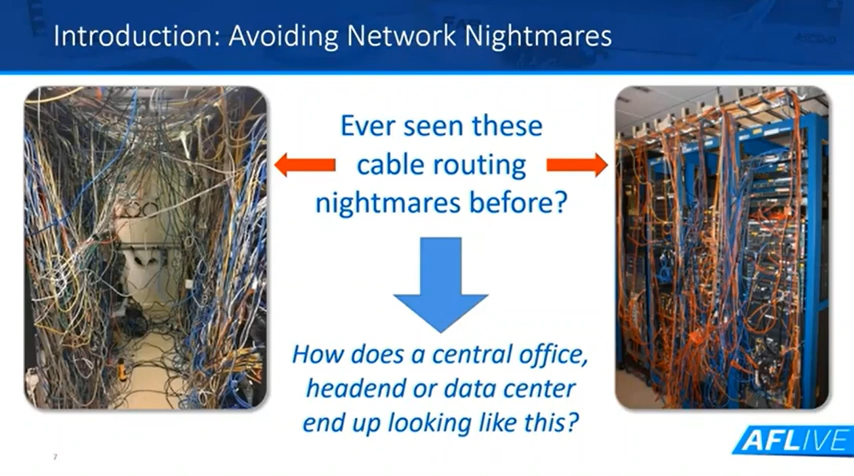 Introduction: Avoiding Network Nightmares
Ever seen these
cable routing
nightmares before?
How does a central office,
headend or data center
end up looking like this?
7
AFLIVE